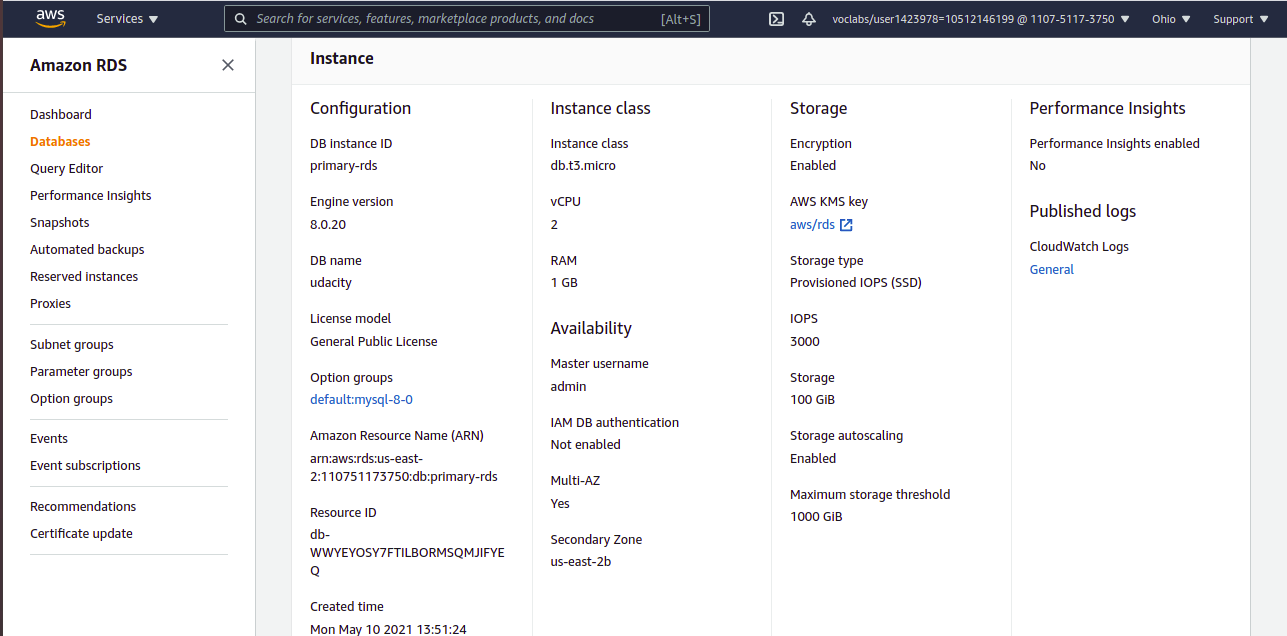 aws
Services ▼
Search for services, features, marketplace products, and docs
[Alt+S]
voclabs/user1423978=10512146199 @ 1107-5117-3750 ▼
Ohio ▼
Support ▼
Amazon RDS
Dashboard
Databases
Query Editor
Performance Insights
Snapshots
Automated backups
Reserved instances
Proxies
Subnet groups
Parameter groups
Option groups
Events
Event subscriptions
Recommendations
Certificate update
Instance
Configuration
DB instance ID
primary-rds
Engine version
8.0.20
DB name
udacity
License model
General Public License
Option groups
default:mysql-8-0
Amazon Resource Name (ARN)
arn:aws:rds:us-east-
2:110751173750:db:primary-rds
Resource ID
db-
WWYEYOSY7FTILBORMSQMJIFYE
Q
Created time
Mon May 10 2021 13:51:24
Instance class
Instance class
db.t3.micro
vCPU
2
RAM
1 GB
Availability
Master username
admin
IAM DB authentication
Not enabled
Multi-AZ
Yes
Secondary Zone
us-east-2b
Storage
Encryption
Enabled
AWS KMS key
aws/rds
Storage type
Provisioned IOPS (SSD)
IOPS
3000
Storage
100 GiB
Storage autoscaling
Enabled
Maximum storage threshold
1000 GiB
Performance Insights
Performance Insights enabled
No
Published logs
CloudWatch Logs
General